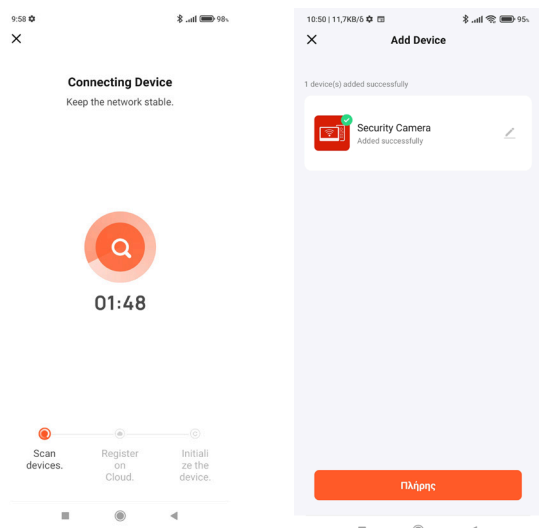 9:58
98%
Connecting Device
Keep the network stable.
01:48
Scan
devices.
Register
on
Cloud.
Initiali
ze the
device.
10:50 | 11,7KB/δ
95%
Add Device
1 device(s) added successfully
Security Camera
Added successfully
Πλήρης